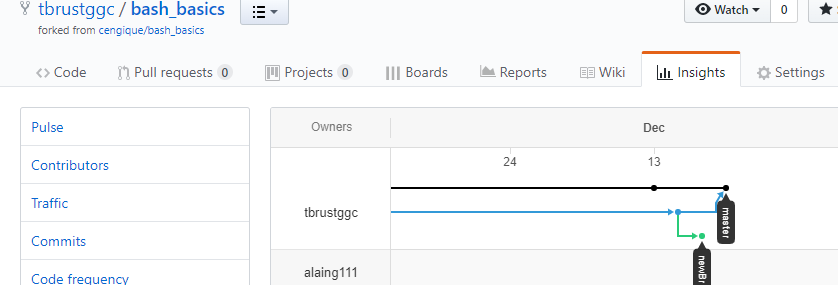 tbrustggc / bash_basics
Watch
0
S
forked from cengique/bash_basics
Code
Pull requests 0
Projects 0
Boards
Reports
Wiki
Insights
Settings
Pulse
Contributors
Traffic
Commits
Code frequency
Owners
Dec
24
13
tbrustggc
master
newBr
alaing111